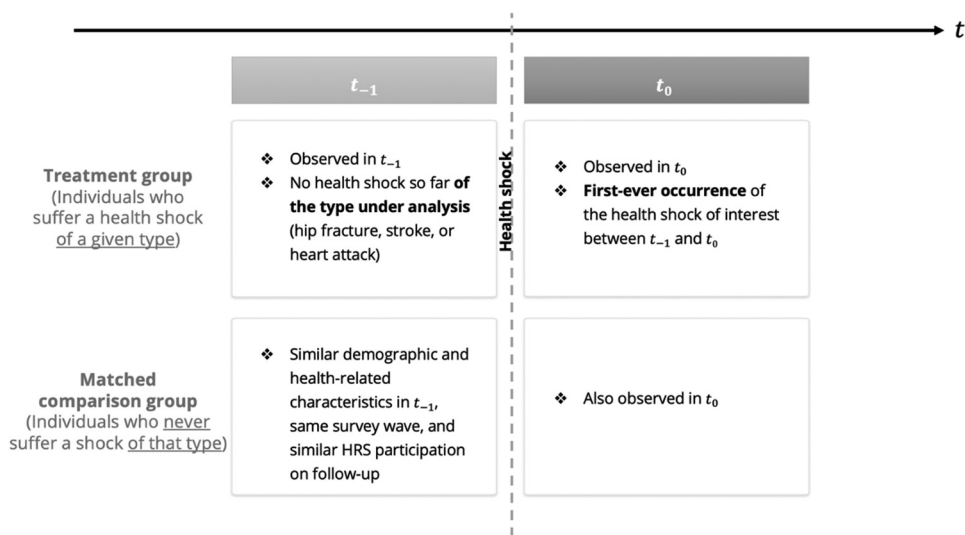 t
t₋₁
t₀
Treatment group
(Individuals who
suffer a health shock
of a given type)
❖ Observed in t₋₁
❖ No health shock so far of
the type under analysis
(hip fracture, stroke, or
heart attack)
Health shock
❖ Observed in t₀
❖ First-ever occurrence of
the health shock of interest
between t₋₁ and t₀
Matched
comparison group
(Individuals who never
suffer a shock of that type)
❖ Similar demographic and
health-related
characteristics in t₋₁,
same survey wave, and
similar HRS participation
on follow-up
❖ Also observed in t₀